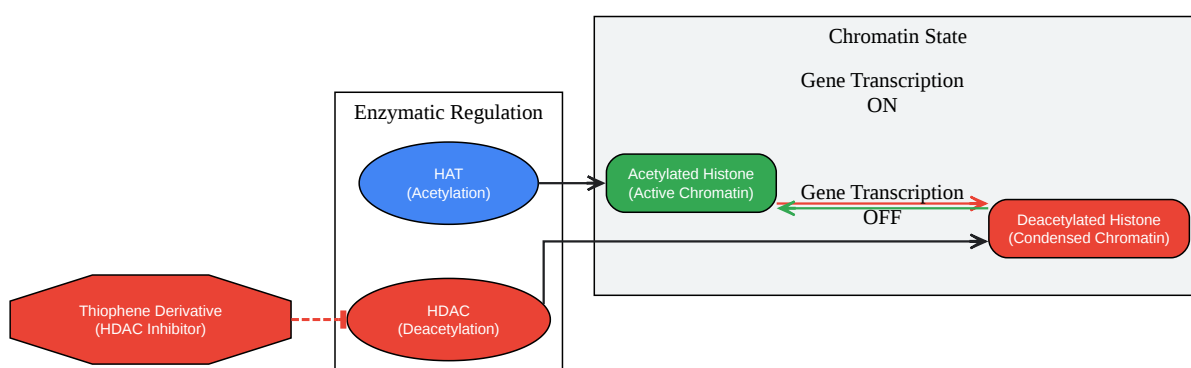 Chromatin State
Gene Transcription
ON
Enzymatic Regulation
HAT
(Acetylation)
Acetylated Histone
(Active Chromatin)
Gene Transcription
OFF
Deacetylated Histone
(Condensed Chromatin)
Thiophene Derivative
(HDAC Inhibitor)
HDAC
(Deacetylation)